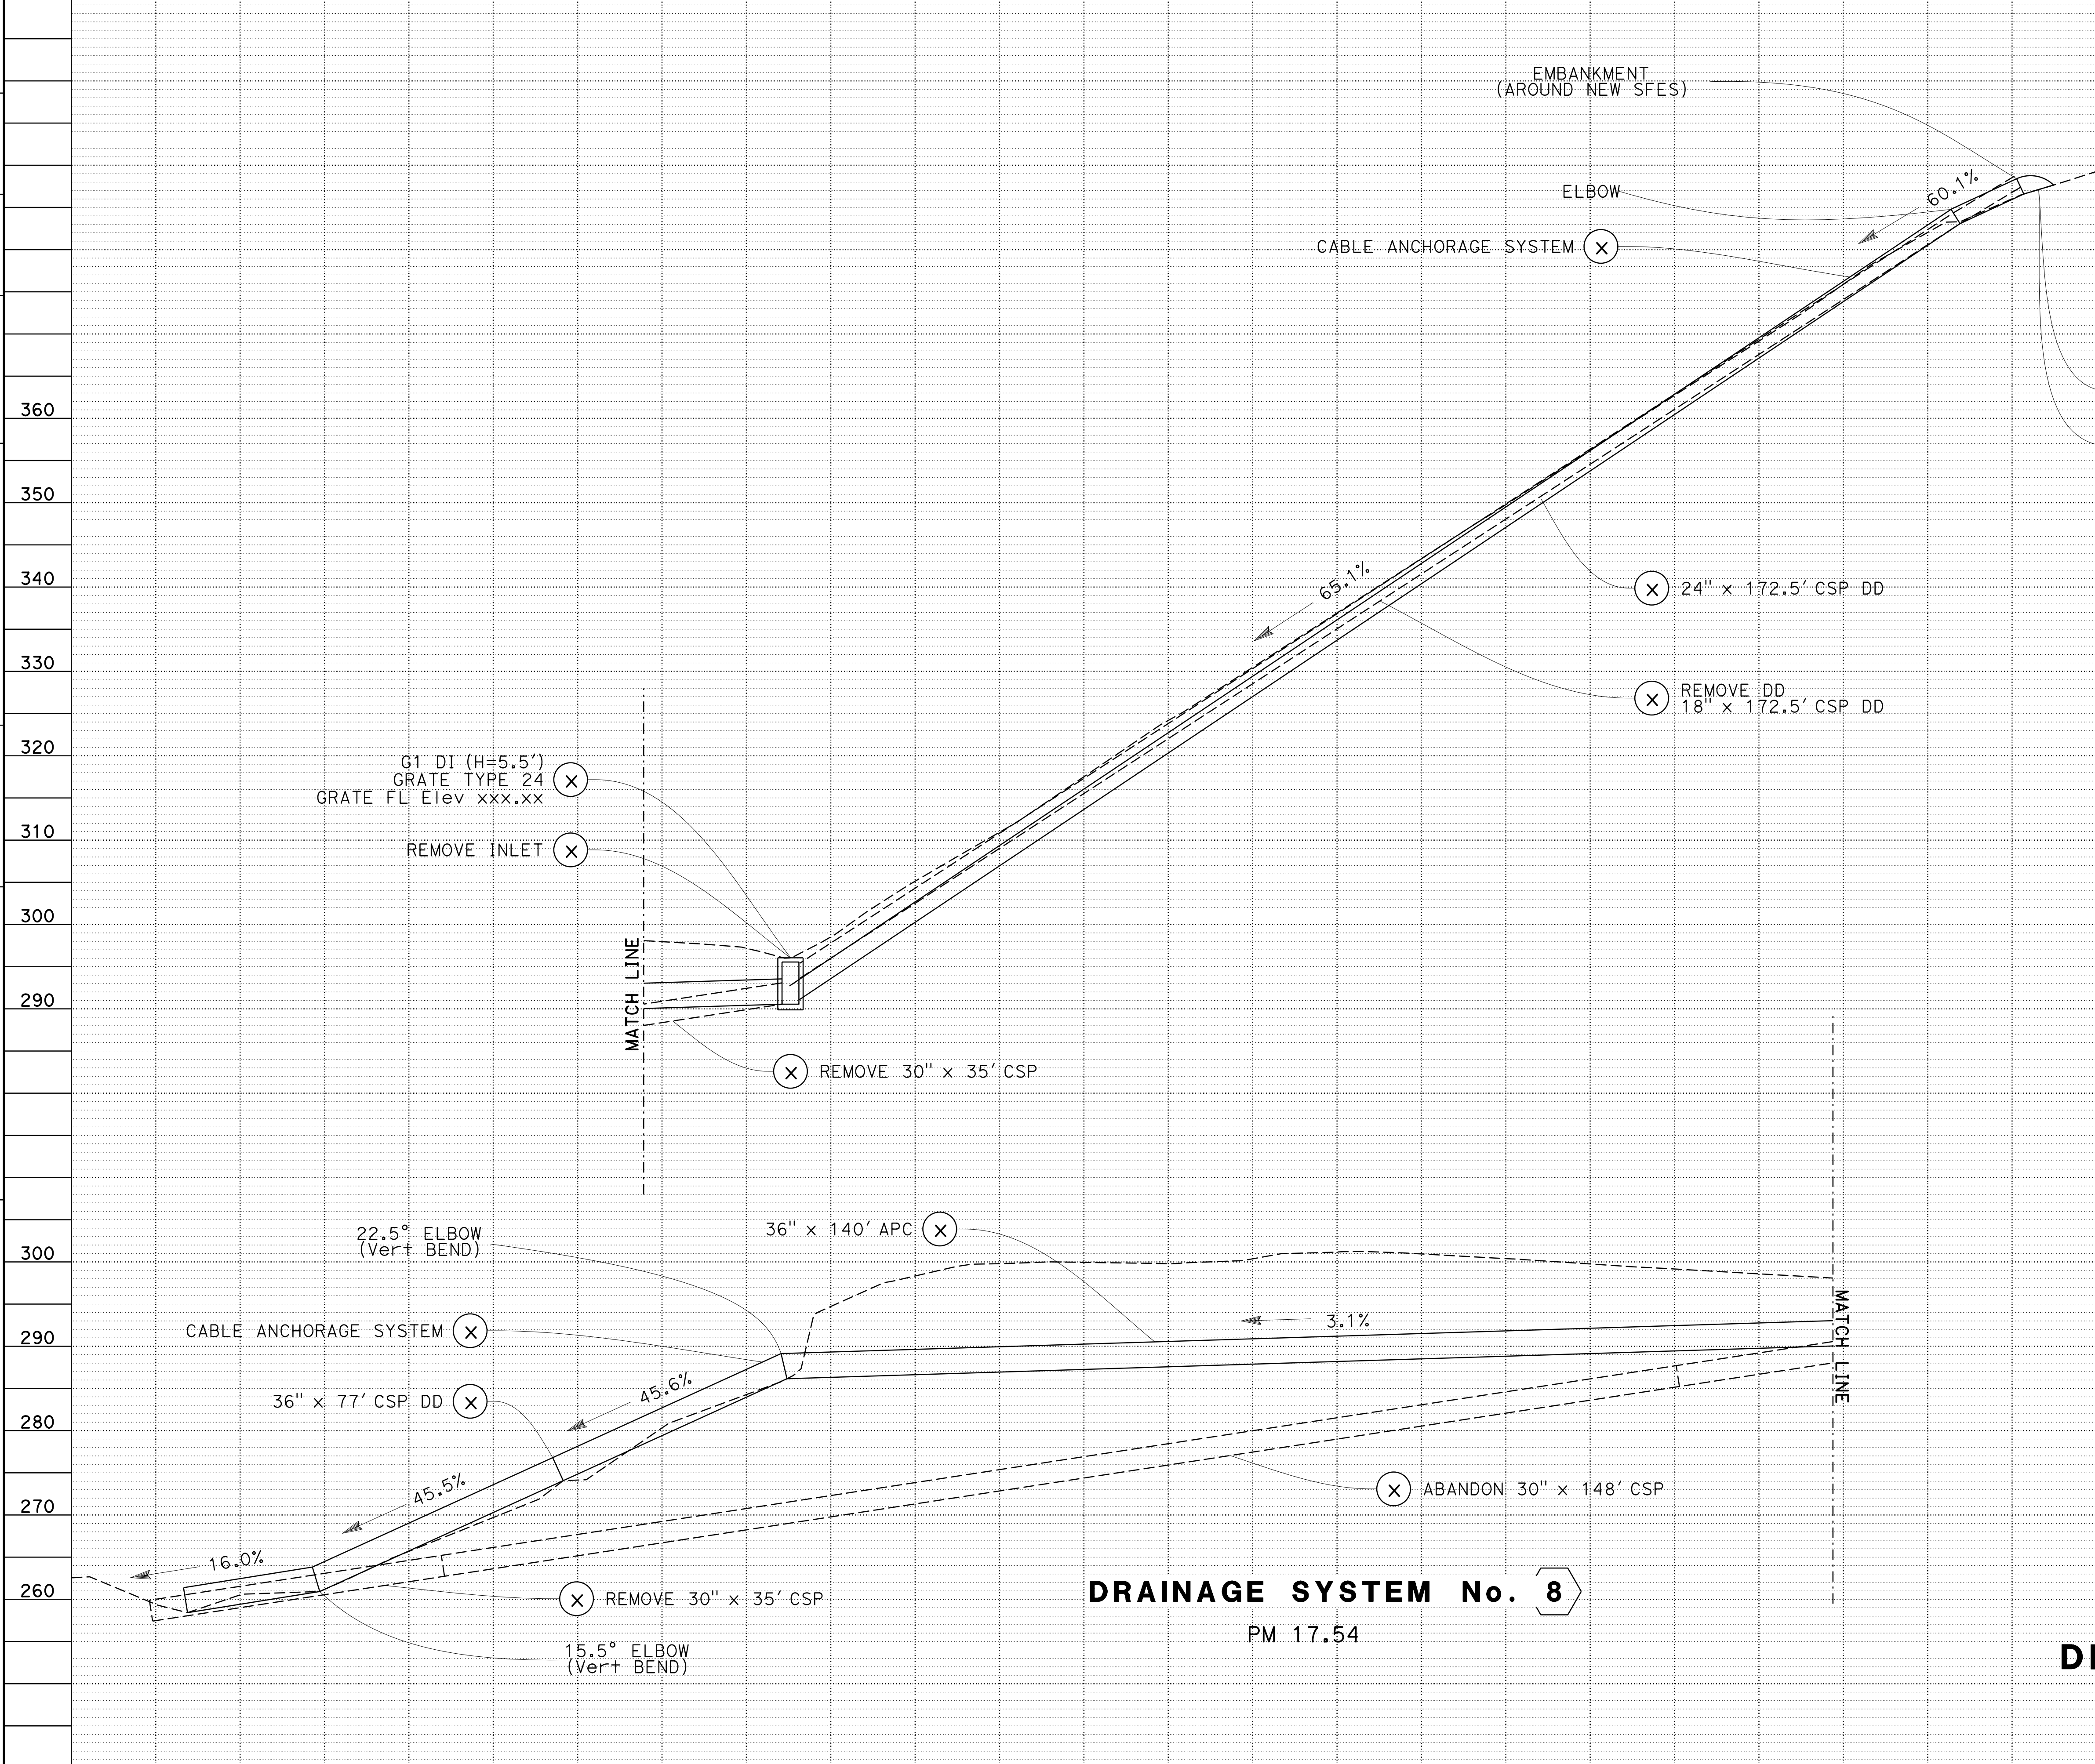 EMBANKMENT
(AROUND NEW SFES)
ELBOW
60.1%
CABLE ANCHORAGE SYSTEM X
360
350
340
330
320
310
300
290
65.1%
X 24" x 172.5' CSP DD
X REMOVE DD
18" x 172.5' CSP DD
G1 DI (H=5.5')
GRATE TYPE 24 X
GRATE FL Elev xxx.xx
REMOVE INLET X
MATCH LINE
X REMOVE 30" x 35' CSP
300
290
280
270
260
22.5° ELBOW
(Vert BEND)
36" x 140' APC X
CABLE ANCHORAGE SYSTEM X
3.1%
MATCH LINE
36" x 77' CSP DD X
45.6%
45.5%
X ABANDON 30" x 148' CSP
16.0%
X REMOVE 30" x 35' CSP
15.5° ELBOW
(Vert BEND)
DRAINAGE SYSTEM No. 8
PM 17.54